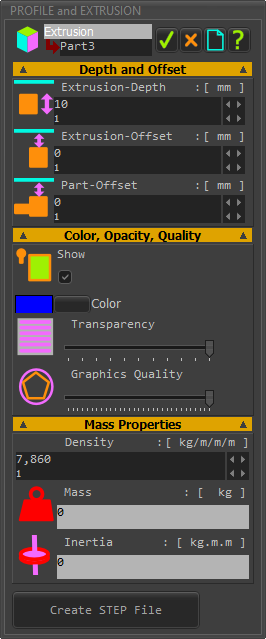 PROFILE and EXTRUSION
Extrusion
Part3
Depth and Offset
Extrusion-Depth :[ mm ]
10
1
Extrusion-Offset :[ mm ]
0
1
Part-Offset :[ mm ]
0
1
Color, Opacity, Quality
Show
Color
Transparency
Graphics Quality
Mass Properties
Density :[ kg/m/m/m ]
7,860
1
Mass : [ kg ]
0
Inertia : [ kg.m.m ]
0
Create STEP File